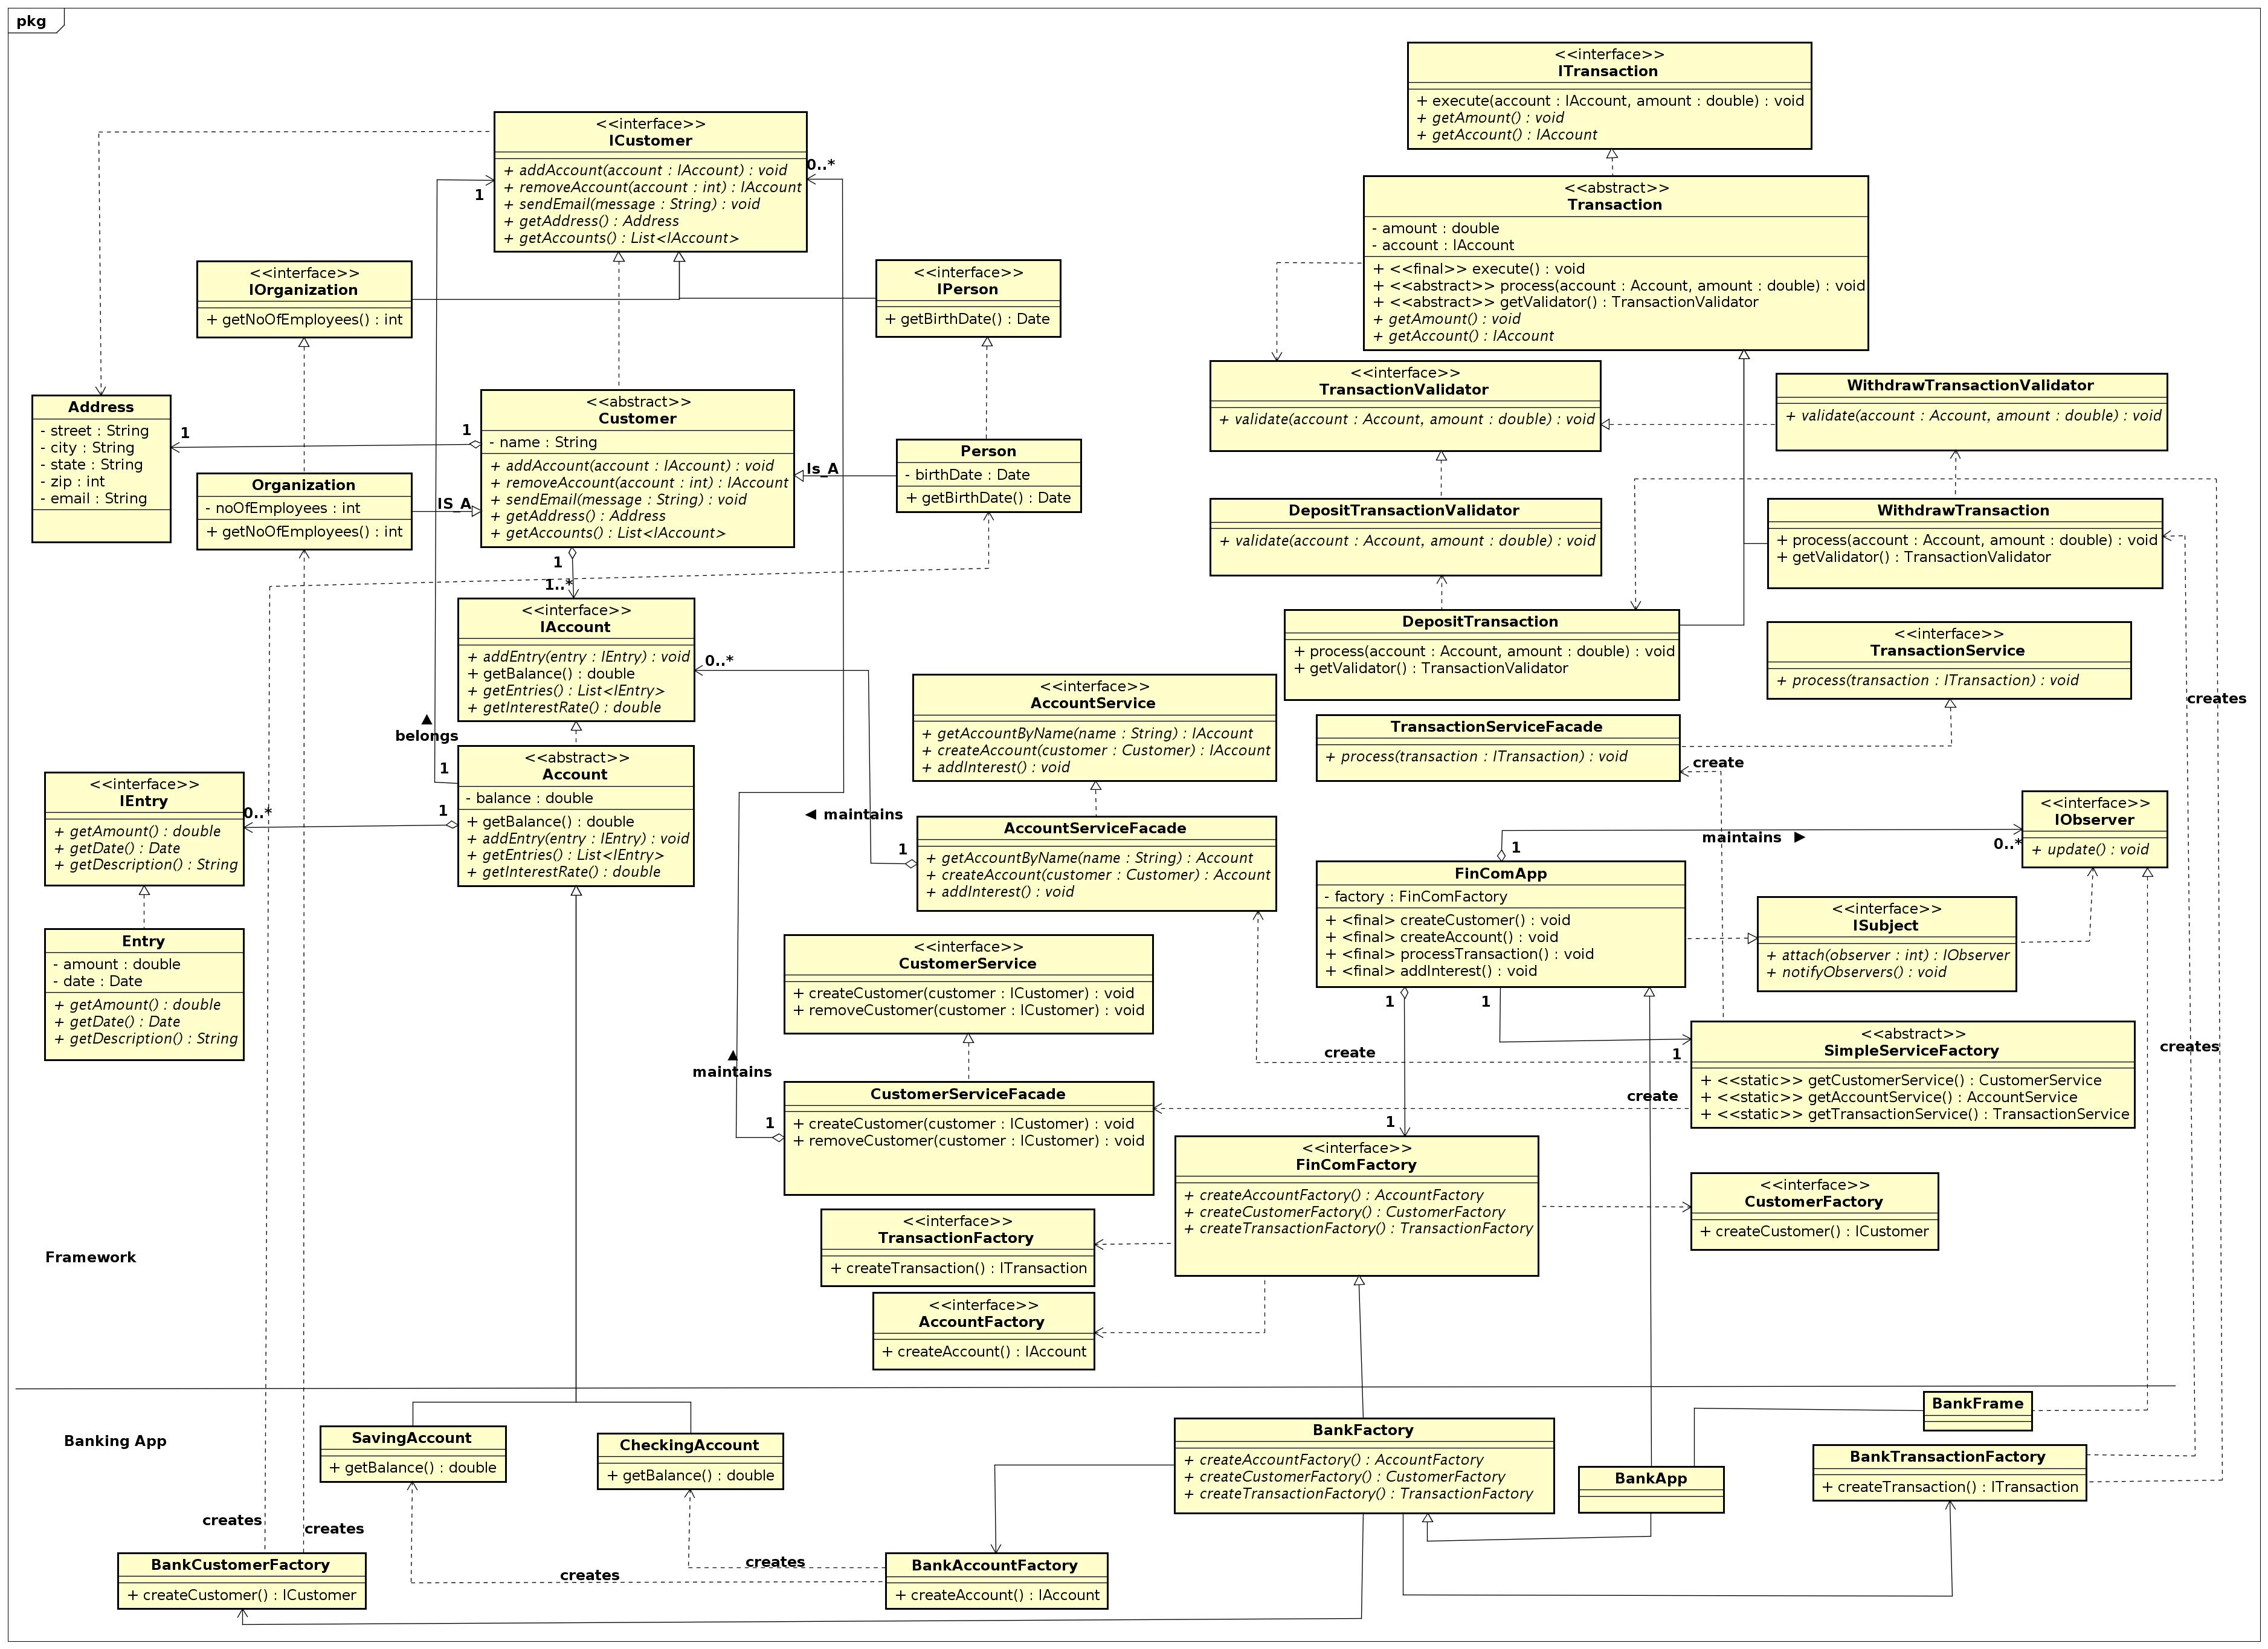 pkg
<<interface>>
ITransaction
+ execute(account : IAccount, amount : double) : void
+ getAmount() : void
+ getAccount() : IAccount
<<interface>>
ICustomer
+ addAccount(account : IAccount) : void
+ removeAccount(account : int) : IAccount
+ sendEmail(message : String) : void
+ getAddress() : Address
+ getAccounts() : List<IAccount>
0..*
1
<<abstract>>
Transaction
- amount : double
- account : IAccount
+ <<final>> execute() : void
+ <<abstract>> process(account : Account, amount : double) : void
+ <<abstract>> getValidator() : TransactionValidator
+ getAmount() : void
+ getAccount() : IAccount
<<interface>>
IOrganization
+ getNoOfEmployees() : int
<<interface>>
IPerson
+ getBirthDate() : Date
<<interface>>
TransactionValidator
+ validate(account : Account, amount : double) : void
WithdrawTransactionValidator
+ validate(account : Account, amount : double) : void
Address
- street : String
- city : String
- state : String
- zip : int
- email : String
1
1
<<abstract>>
Customer
- name : String
+ addAccount(account : IAccount) : void
+ removeAccount(account : int) : IAccount
+ sendEmail(message : String) : void
+ getAddress() : Address
+ getAccounts() : List<IAccount>
Is_A
Person
- birthDate : Date
+ getBirthDate() : Date
Organization
- noOfEmployees : int
+ getNoOfEmployees() : int
IS_A
DepositTransactionValidator
+ validate(account : Account, amount : double) : void
WithdrawTransaction
+ process(account : Account, amount : double) : void
+ getValidator() : TransactionValidator
1
1..*
<<interface>>
IAccount
+ addEntry(entry : IEntry) : void
+ getBalance() : double
+ getEntries() : List<IEntry>
+ getInterestRate() : double
0..*
DepositTransaction
+ process(account : Account, amount : double) : void
+ getValidator() : TransactionValidator
<<interface>>
TransactionService
+ process(transaction : ITransaction) : void
creates
<<interface>>
AccountService
+ getAccountByName(name : String) : IAccount
+ createAccount(customer : Customer) : IAccount
+ addInterest() : void
TransactionServiceFacade
+ process(transaction : ITransaction) : void
create
▲
belongs
1
<<abstract>>
Account
- balance : double
+ getBalance() : double
+ addEntry(entry : IEntry) : void
+ getEntries() : List<IEntry>
+ getInterestRate() : double
1
<<interface>>
IEntry
+ getAmount() : double
+ getDate() : Date
+ getDescription() : String
0..*
◄ maintains
1
AccountServiceFacade
+ getAccountByName(name : String) : Account
+ createAccount(customer : Customer) : Account
+ addInterest() : void
<<interface>>
IObserver
+ update() : void
maintains ►
1
0..*
FinComApp
- factory : FinComFactory
+ <final> createCustomer() : void
+ <final> createAccount() : void
+ <final> processTransaction() : void
+ <final> addInterest() : void
<<interface>>
ISubject
+ attach(observer : int) : IObserver
+ notifyObservers() : void
Entry
- amount : double
- date : Date
+ getAmount() : double
+ getDate() : Date
+ getDescription() : String
<<interface>>
CustomerService
+ createCustomer(customer : ICustomer) : void
+ removeCustomer(customer : ICustomer) : void
1
1
create
1
<<abstract>>
SimpleServiceFactory
+ <<static>> getCustomerService() : CustomerService
+ <<static>> getAccountService() : AccountService
+ <<static>> getTransactionService() : TransactionService
creates
▲
maintains
1
CustomerServiceFacade
+ createCustomer(customer : ICustomer) : void
+ removeCustomer(customer : ICustomer) : void
create
1
<<interface>>
FinComFactory
+ createAccountFactory() : AccountFactory
+ createCustomerFactory() : CustomerFactory
+ createTransactionFactory() : TransactionFactory
<<interface>>
CustomerFactory
+ createCustomer() : ICustomer
<<interface>>
TransactionFactory
+ createTransaction() : ITransaction
Framework
<<interface>>
AccountFactory
+ createAccount() : IAccount
Banking App
SavingAccount
+ getBalance() : double
CheckingAccount
+ getBalance() : double
BankFactory
+ createAccountFactory() : AccountFactory
+ createCustomerFactory() : CustomerFactory
+ createTransactionFactory() : TransactionFactory
BankFrame
BankApp
BankTransactionFactory
+ createTransaction() : ITransaction
creates
creates
BankCustomerFactory
+ createCustomer() : ICustomer
creates
creates
BankAccountFactory
+ createAccount() : IAccount